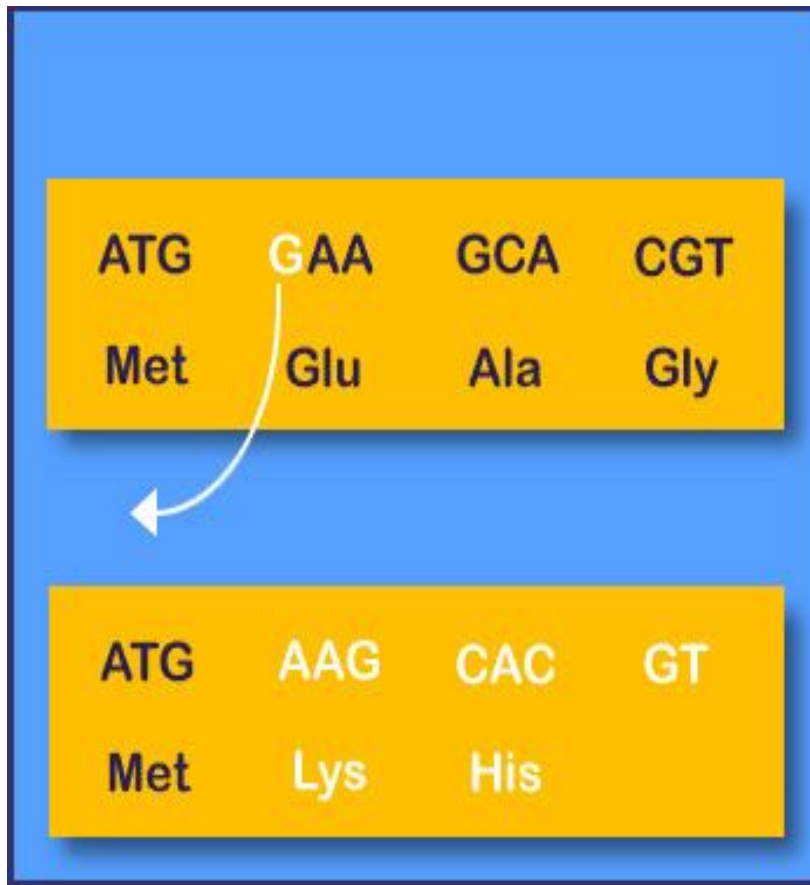 ATG GAA GCA CGT
Met Glu Ala Gly
ATG AAG CAC GT
Met Lys His